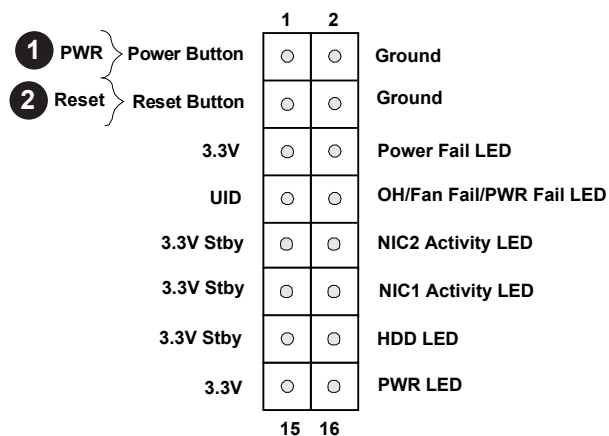 1 2
1 PWR Power Button Ground
2 Reset Reset Button Ground
3.3V Power Fail LED
UID OH/Fan Fail/PWR Fail LED
3.3V Stby NIC2 Activity LED
3.3V Stby NIC1 Activity LED
3.3V Stby HDD LED
3.3V PWR LED
15 16